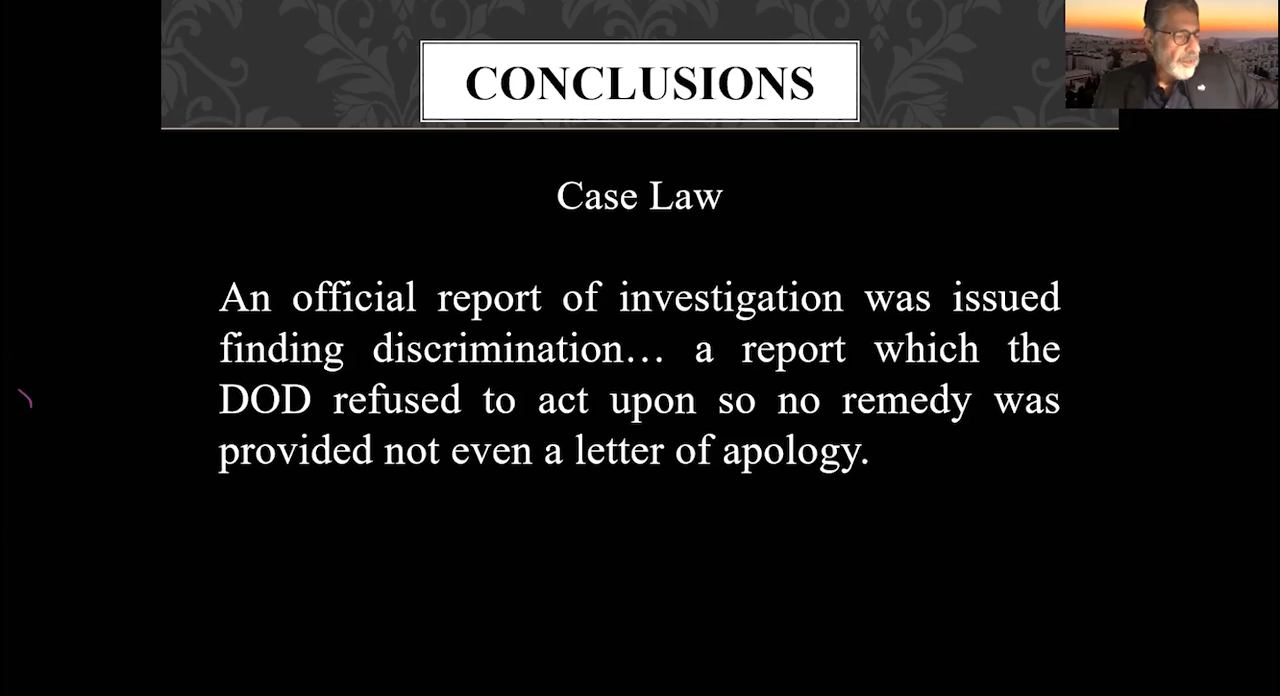 CONCLUSIONS
Case Law
An official report of investigation was issued
finding discrimination… a report which the
DOD refused to act upon so no remedy was
provided not even a letter of apology.